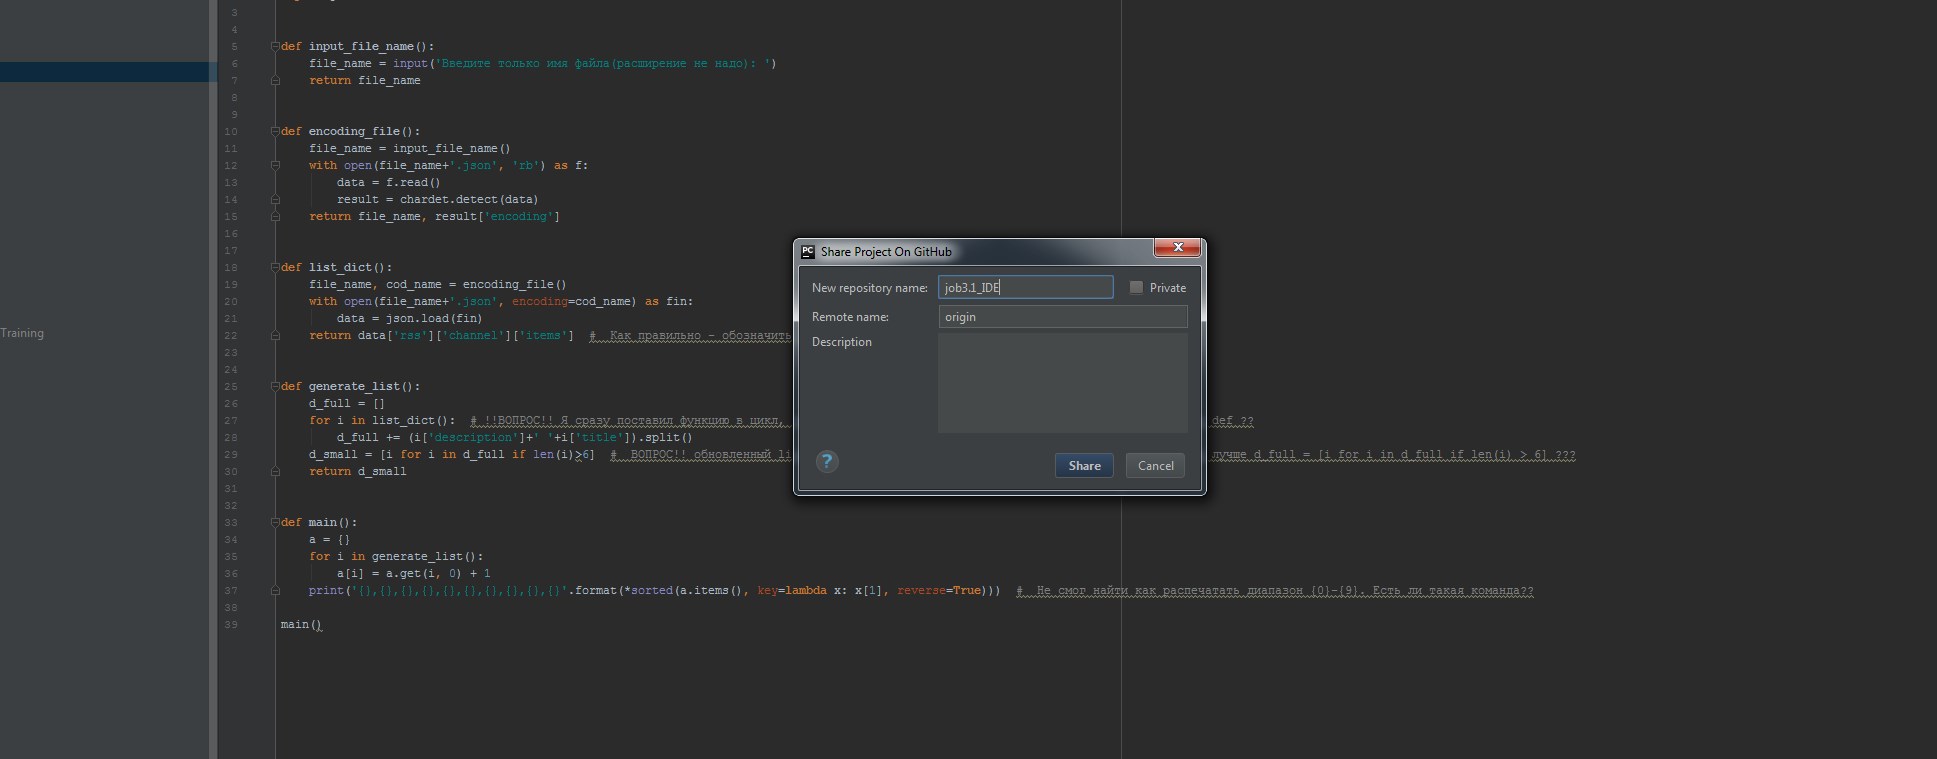 3
4
5 def input_file_name():
6 file_name = input('Введите только имя файла(расширение не надо): ')
7 return file_name
8
9
10 def encoding_file():
11 file_name = input_file_name()
12 with open(file_name+'.json', 'rb') as f:
13 data = f.read()
14 result = chardet.detect(data)
15 return file_name, result['encoding']
16
17
18 def list_dict():
19 file_name, cod_name = encoding_file()
20 with open(file_name+'.json', encoding=cod_name) as fin:
21 data = json.load(fin)
22 return data['rss']['channel']['items'] # Как правильно - обозначить
23
24
25 def generate_list():
26 d_full = []
27 for i in list_dict(): # !!ВОПРОС!! Я сразу поставил функцию в цикл, def ??
28 d_full += (i['description']+' '+i['title']).split()
29 d_small = [i for i in d_full if len(i)>6] # ВОПРОС!! обновленный li лучше d_full = [i for i in d_full if len(i) > 6] ???
30 return d_small
31
32
33 def main():
34 a = {}
35 for i in generate_list():
36 a[i] = a.get(i, 0) + 1
37 print('{},{},{},{},{},{},{},{},{},{}'.format(*sorted(a.items(), key=lambda x: x[1], reverse=True))) # Не смог найти как распечатать диапазон {0}-{9}. Есть ли такая команда??
38
39 main()
Training
PC Share Project On GitHub
New repository name: job3.1_IDE Private
Remote name: origin
Description
? Share Cancel